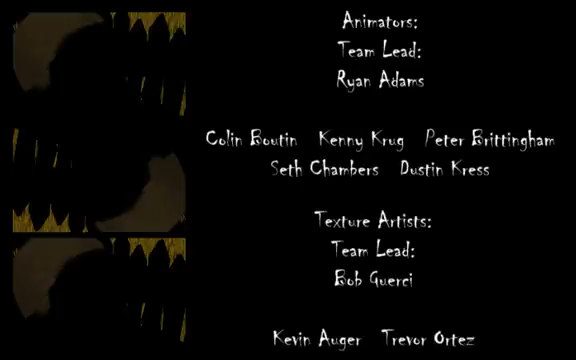 Animators:
Team Lead:
Ryan Adams
Colin Boutin Kenny Krug Peter Brittingham
Seth Chambers Dustin Kress
Texture Artists:
Team Lead:
Bob Guerci
Kevin Auger Trevor Ortez